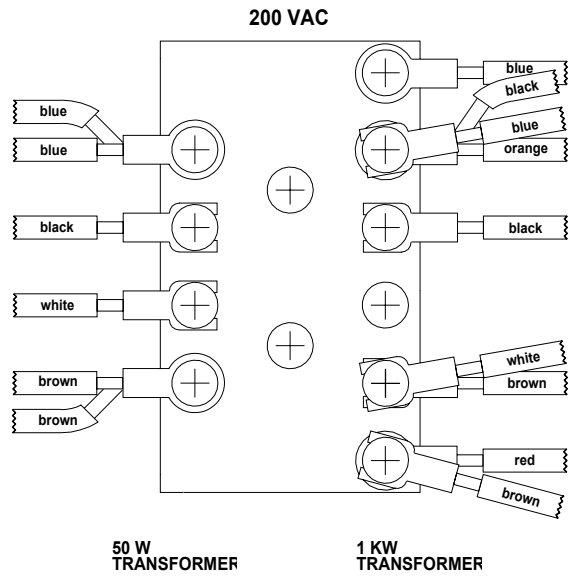 200 VAC
blue
black
blue
orange
blue
blue
black
black
white
white
brown
brown
brown
red
brown
brown
50 W
TRANSFORMER
1 KW
TRANSFORMER